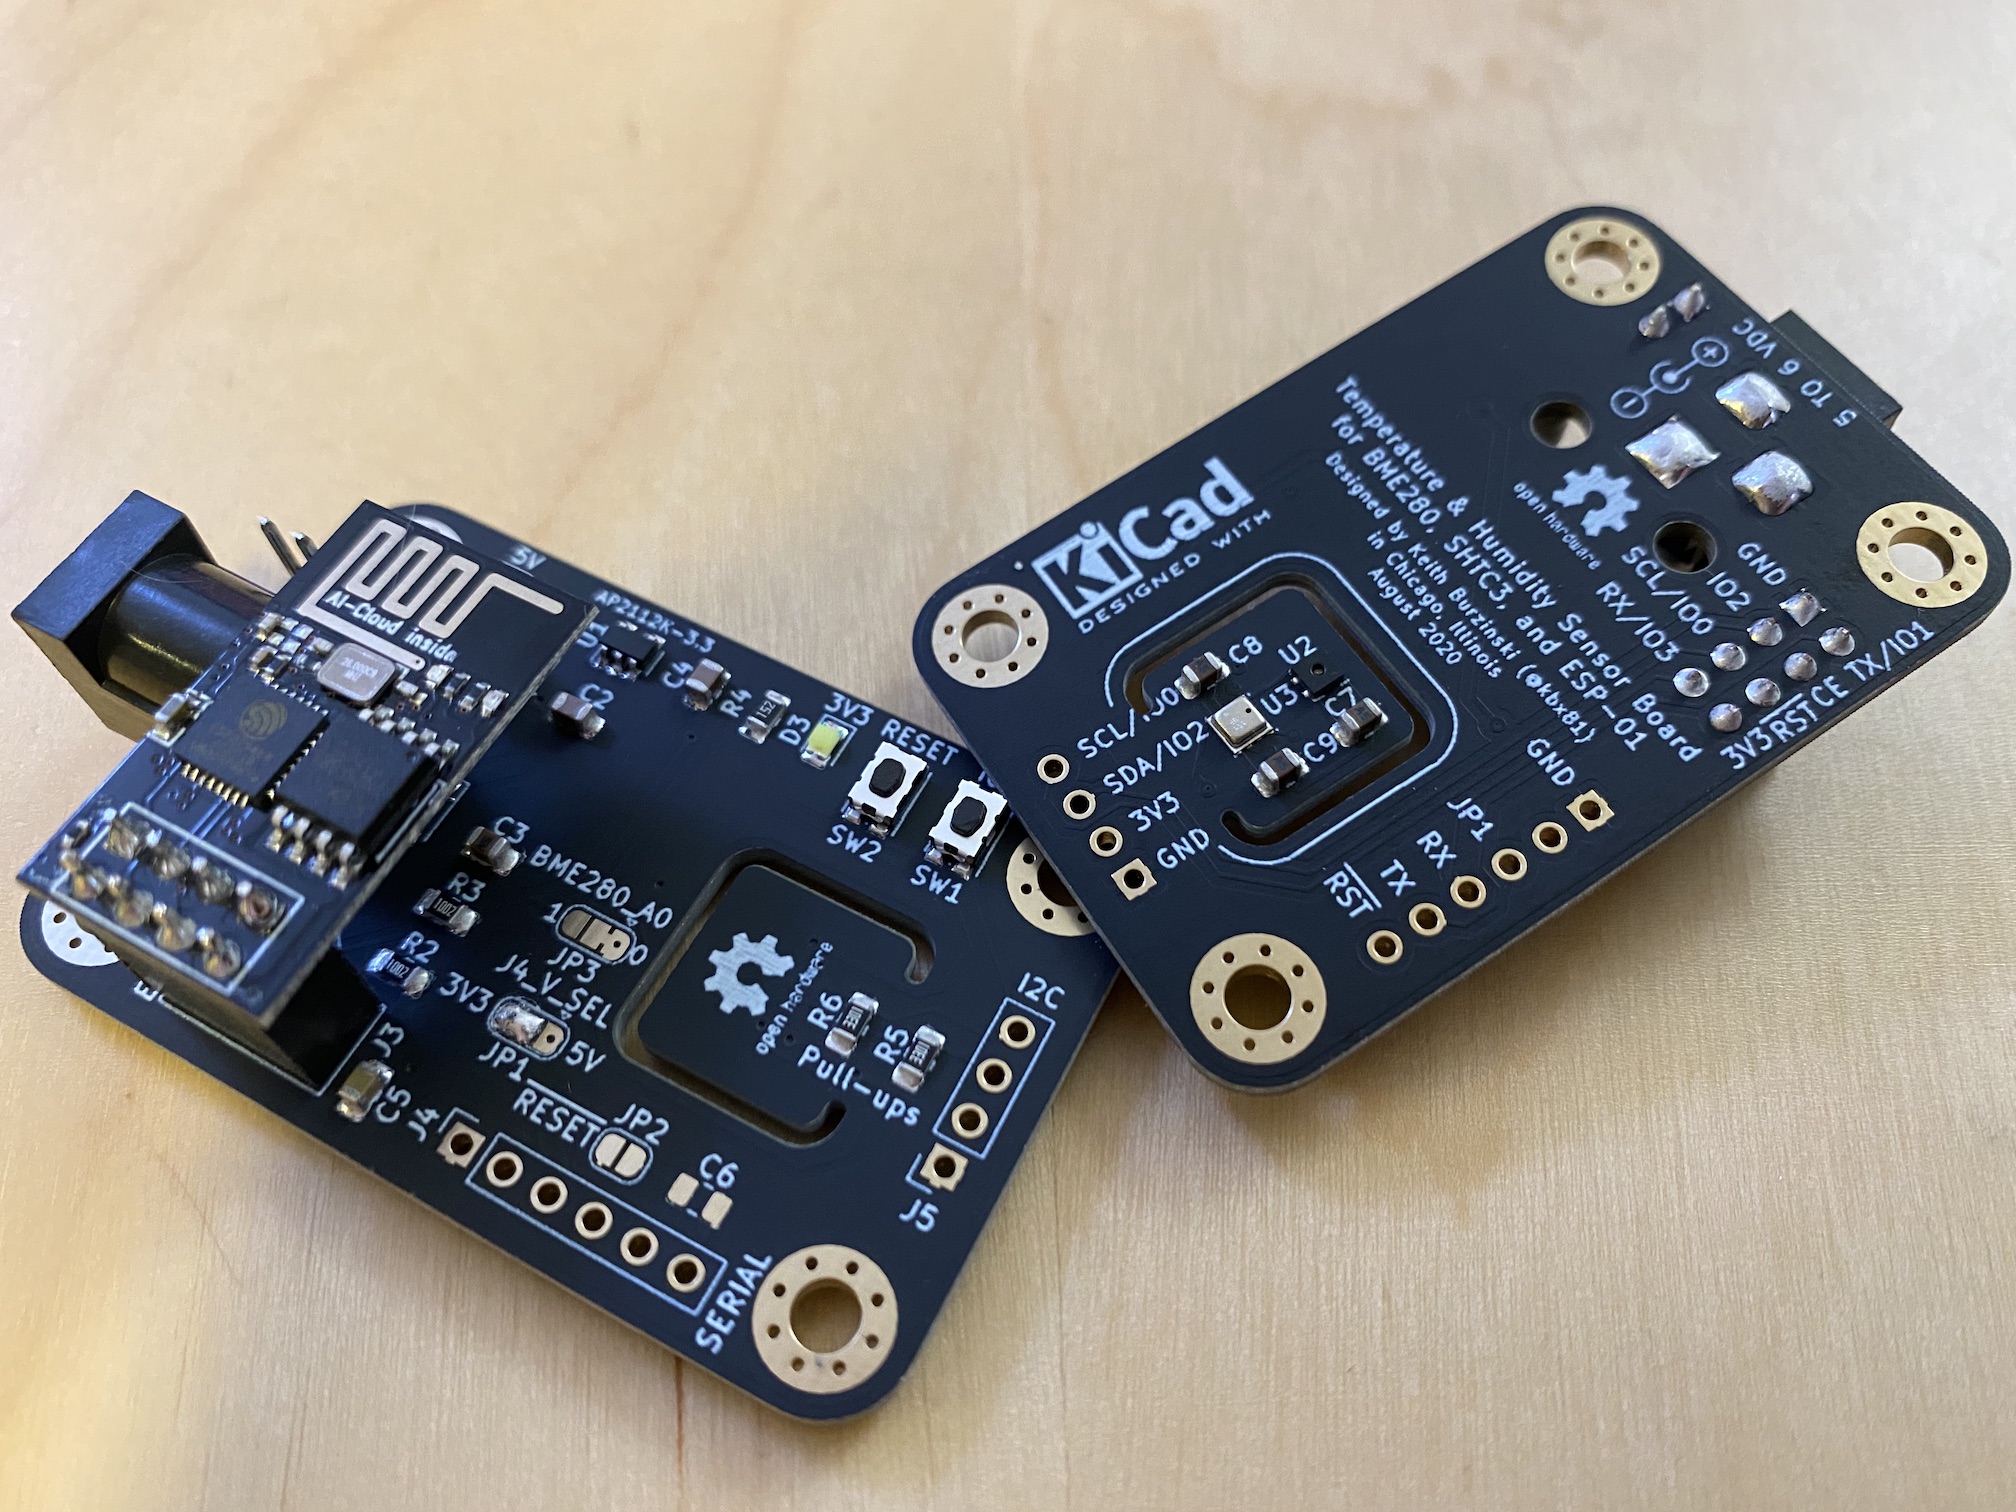 5V
AI-Cloud inside
AP2112K-3.3
U1
C4
C2
R4
152
D3
3V3
RESET
SW2
SW1
C3
BME280_A0
1
0
R3
1002
JP3
R2
1002
J4_V_SEL
3V3
5V
JP1
J3
C5
J4
RESET
JP2
C6
SERIAL
open hardware
R6
R5
Pull-ups
I2C
J5
KiCad
DESIGNED WITH
Temperature & Humidity Sensor Board
for BME280, SHTC3, and ESP-01
Designed by Keith Burzinski (@kbx81)
in Chicago, Illinois
August 2020
5 TO 6 VDC
+
-
open hardware
GND
IO2
SCL/IO0
RX/IO3
TX/IO1
CE
RST
3V3
C8
U2
U3
C9
SCL/IO0
SDA/IO2
3V3
GND
GND
JP1
RX
TX
RST